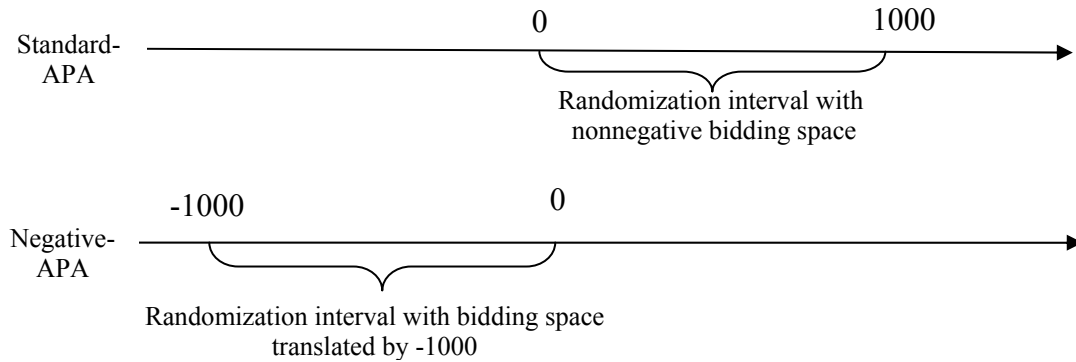 0 1000
Standard-
APA
Randomization interval with
nonnegative bidding space
-1000 0
Negative-
APA
Randomization interval with bidding space
translated by -1000